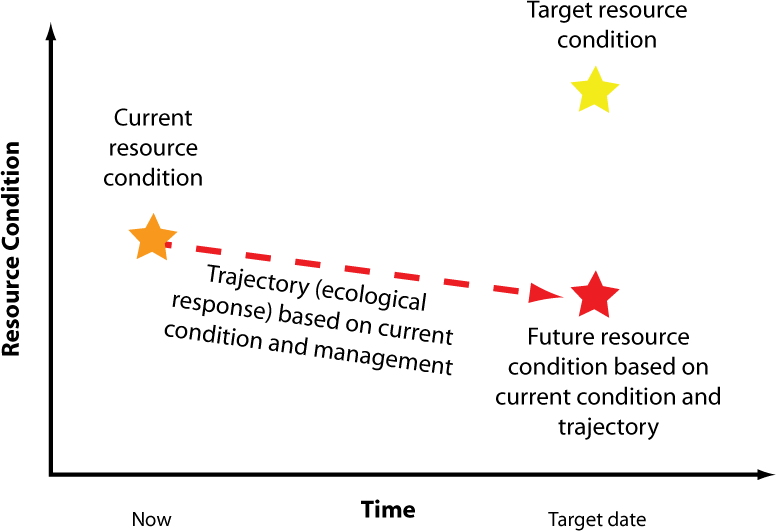 Target resource
condition
Current
resource
condition
Resource Condition
Trajectory (ecological
response) based on current
condition and management
Future resource
condition based on
current condition and
trajectory
Now
Time
Target date